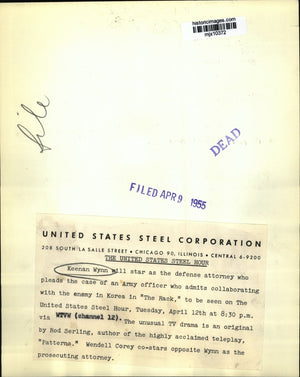 historicimages.com
mjx10372
file
DEAD
FILED APR 9 1955
UNITED STATES STEEL CORPORATION
208 SOUTH LA SALLE STREET • CHICAGO 90, ILLINOIS • CENTRAL 6-9200
THE UNITED STATES STEEL HOUR
Keenan Wynn will star as the defense attorney who
pleads the case of an Army officer who admits collaborating
with the enemy in Korea in "The Rack," to be seen on The
United States Steel Hour, Tuesday, April 12th at 8:30 p.m.
via WTVW (channel 12). The unusual TV drama is an original
by Rod Serling, author of the highly acclaimed teleplay,
"Patterns." Wendell Corey co-stars opposite Wynn as the
prosecuting attorney.